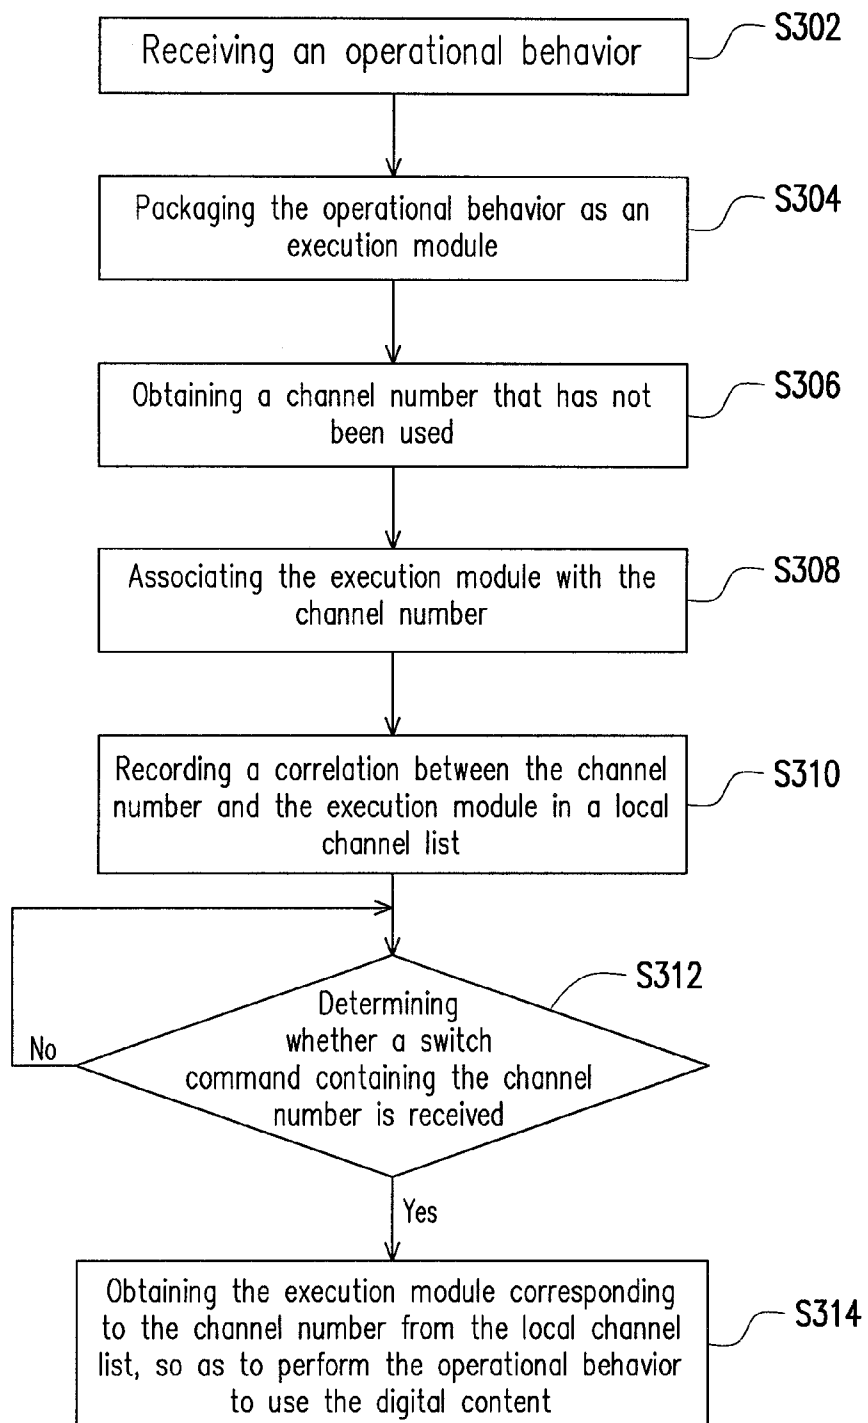 S302
Receiving an operational behavior
S304
Packaging the operational behavior as an
execution module
S306
Obtaining a channel number that has not
been used
S308
Associating the execution module with the
channel number
S310
Recording a correlation between the channel
number and the execution module in a local
channel list
S312
Determining
whether a switch
command containing the channel
number is received
No
Yes
Obtaining the execution module corresponding
to the channel number from the local channel
list, so as to perform the operational behavior
to use the digital content
S314